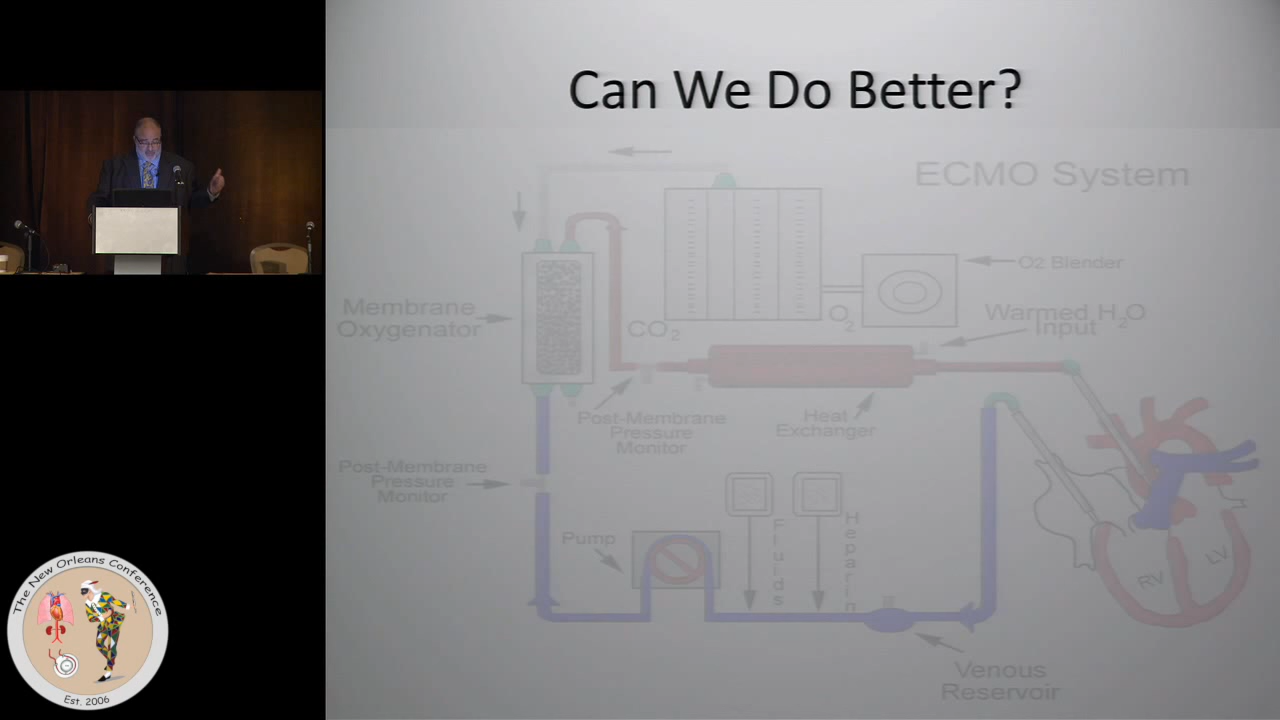 Can We Do Better?
ECMO System
O2 Blender
Membrane
Oxygenator
CO2
O2
Warmed H2O
Input
Post-Membrane
Pressure
Monitor
Heat
Exchanger
Post-Membrane
Pressure
Monitor
Pump
Fluids
Heparin
RV
LV
Venous
Reservoir
The New Orleans Conference
Est. 2006